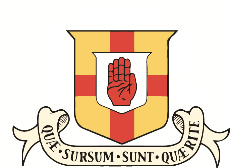 QUÆ · SURSUM · SUNT · QUÆRITE